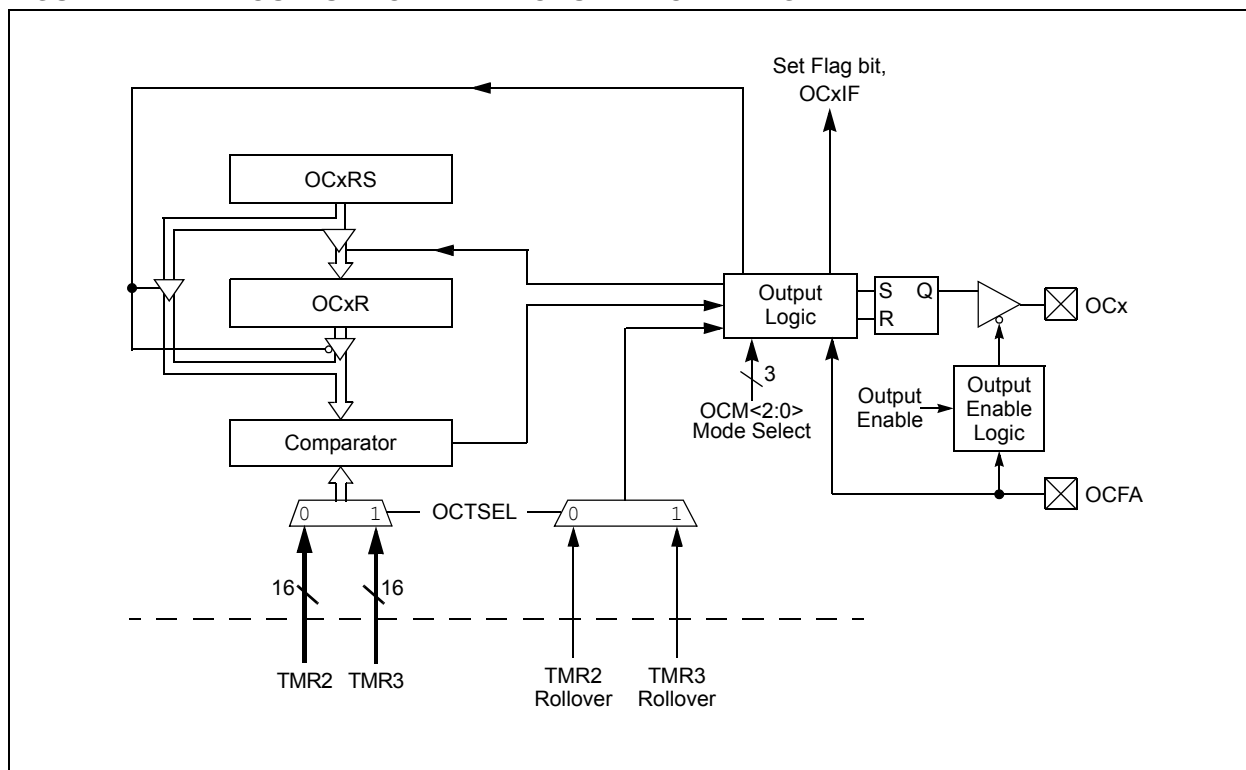 Set Flag bit,
OCxIF
OCxRS
OCxR
Output
Logic
S Q
R
OCx
3
OCM<2:0>
Mode Select
Output
Enable
Output
Enable
Logic
Comparator
OCFA
0 1
OCTSEL
0 1
16
16
TMR2
TMR3
TMR2
Rollover
TMR3
Rollover